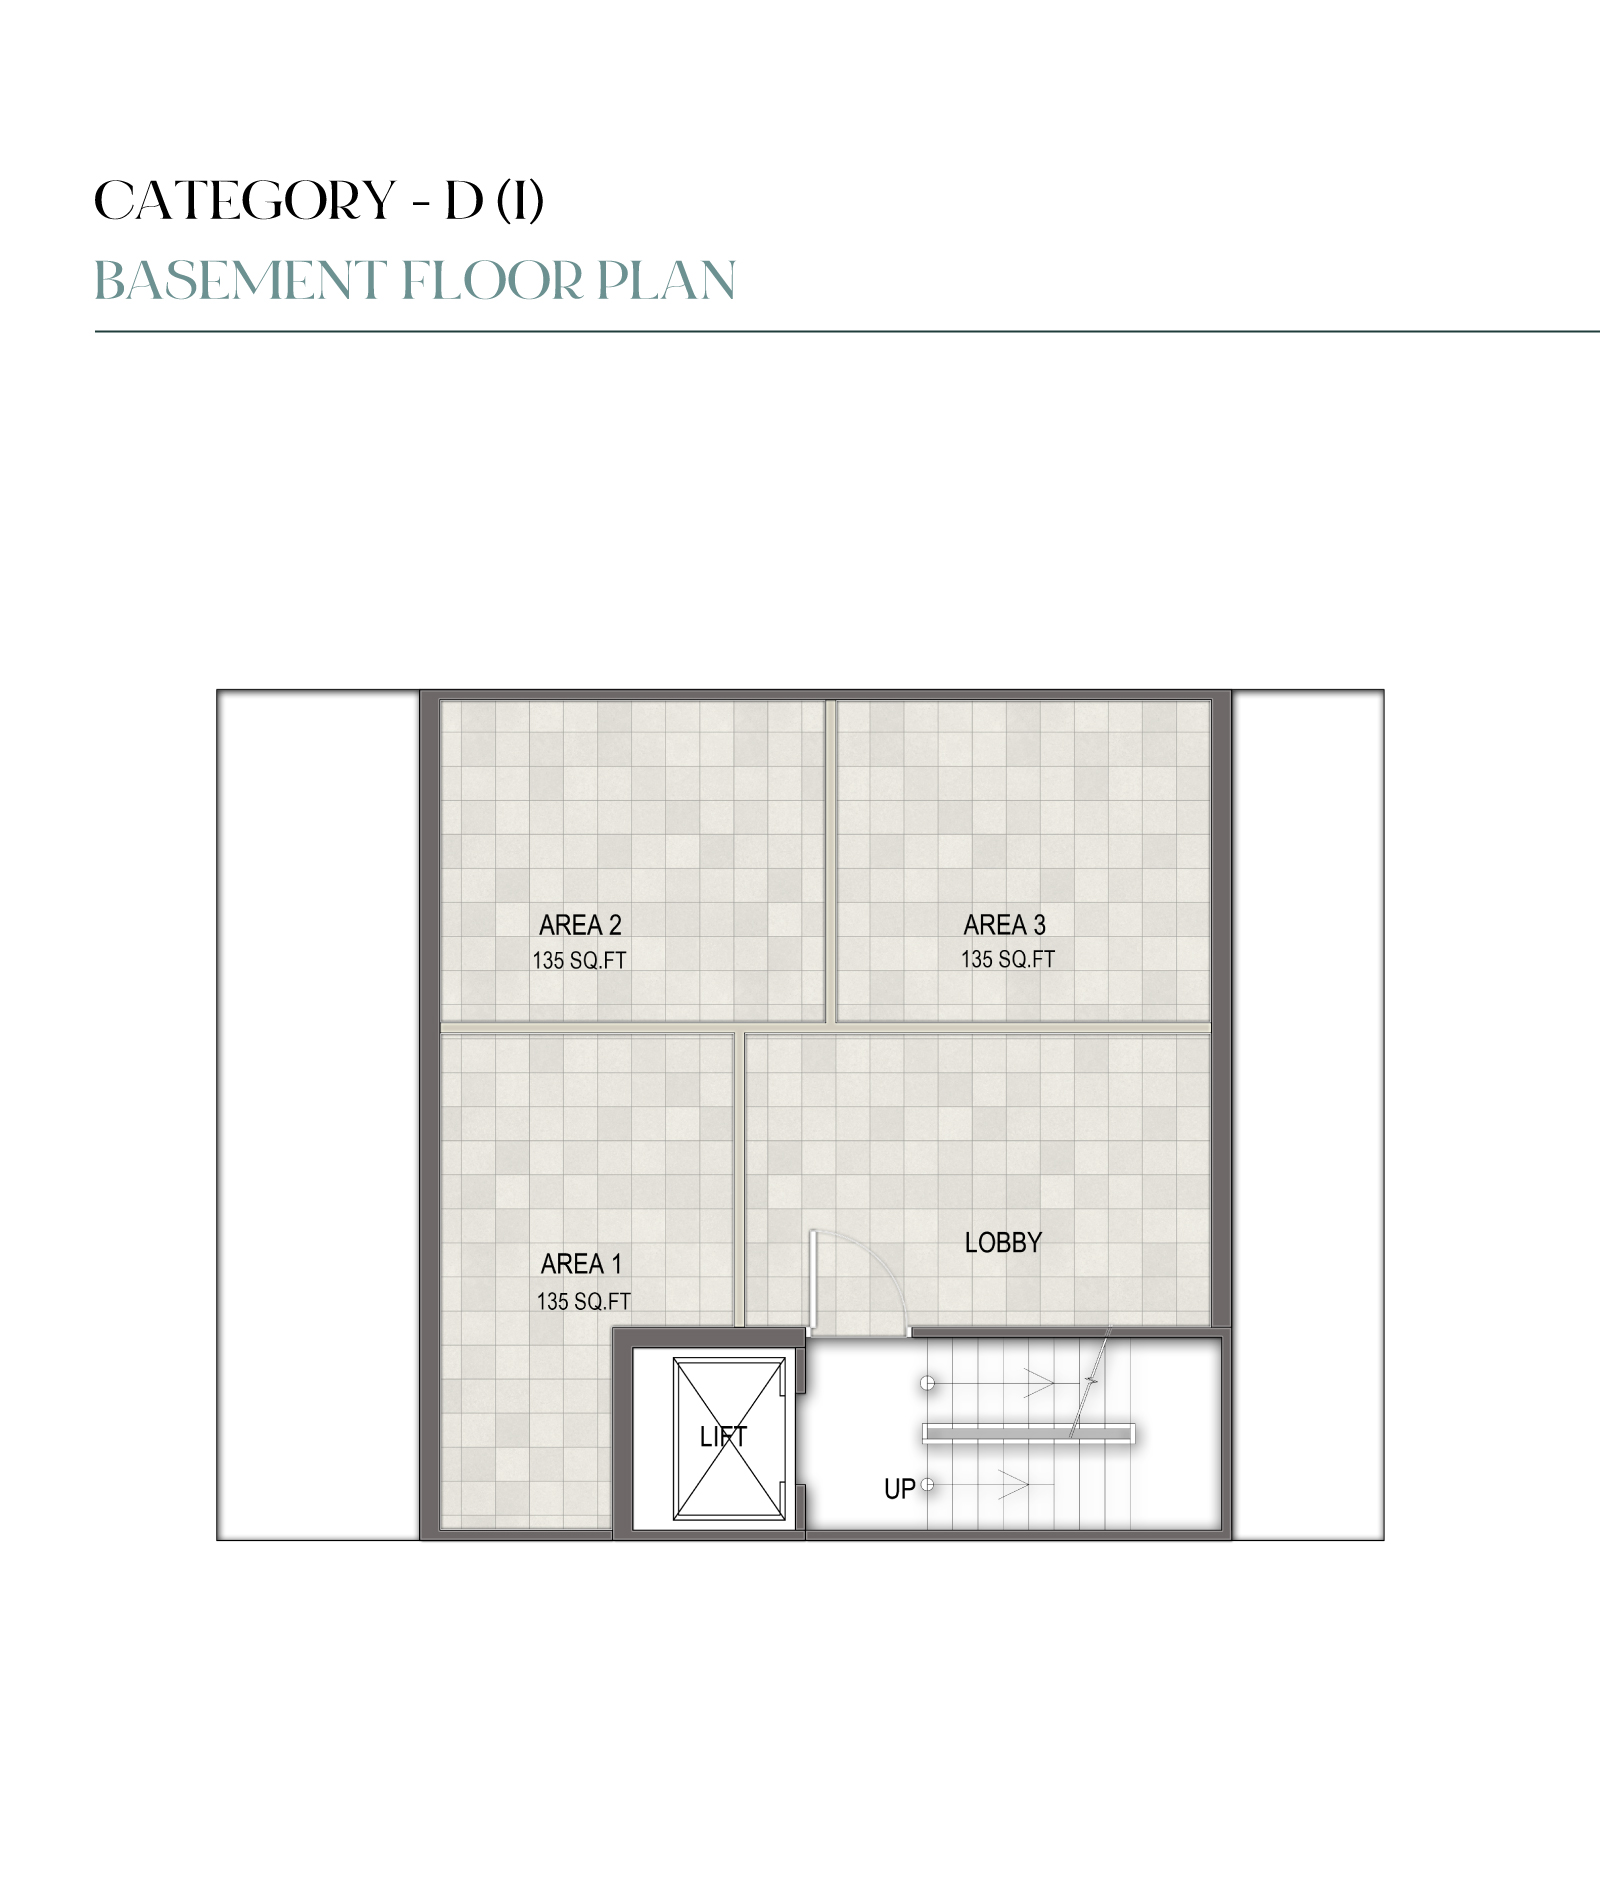 CATEGORY - D (I)
BASEMENT FLOOR PLAN
AREA 2
135 SQ.FT
AREA 3
135 SQ.FT
LOBBY
AREA 1
135 SQ.FT
LIFT
UP